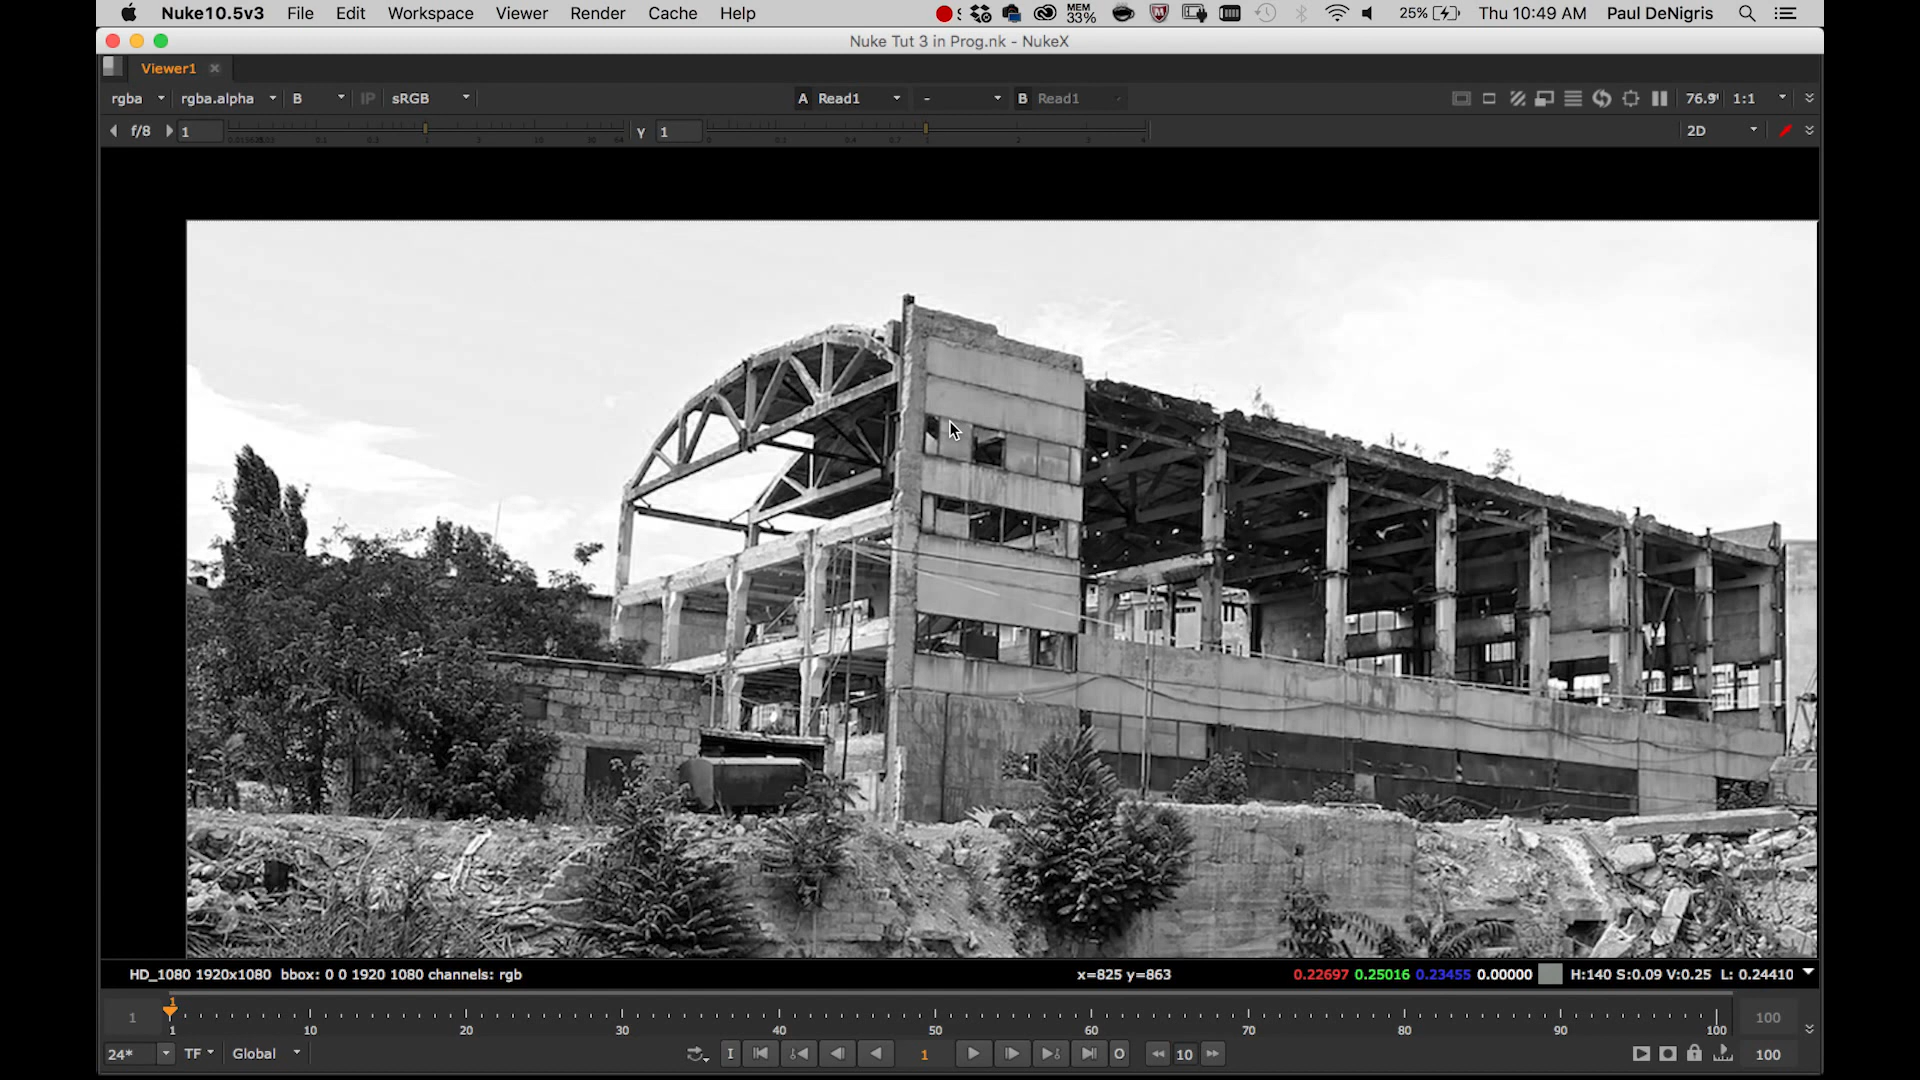 Nuke10.5v3 File Edit Workspace Viewer Render Cache Help MEM 33% 25% Thu 10:49 AM Paul DeNigris
Nuke Tut 3 in Prog.nk - NukeX
Viewer1
rgba rgba.alpha B IP sRGB A Read1 - B Read1 76.9 1:1
f/8 1 γ 1 2D
HD_1080 1920x1080 bbox: 0 0 1920 1080 channels: rgb x=825 y=863 0.22697 0.25016 0.23455 0.00000 H:140 S:0.09 V:0.25 L: 0.24410
1
1 100
1 10 20 30 40 50 60 70 80 90 100
24* TF Global I 1 O 10 100